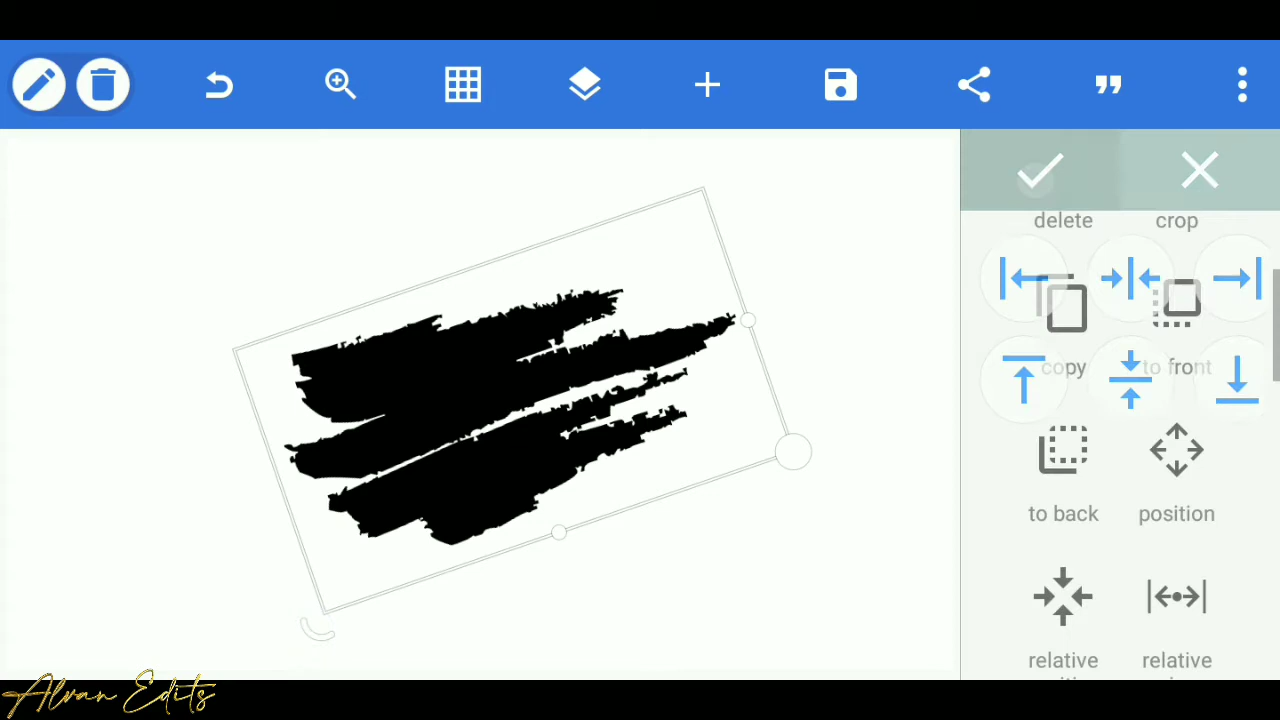 delete crop
copy to front
to back position
relative relative
Alvan Edits